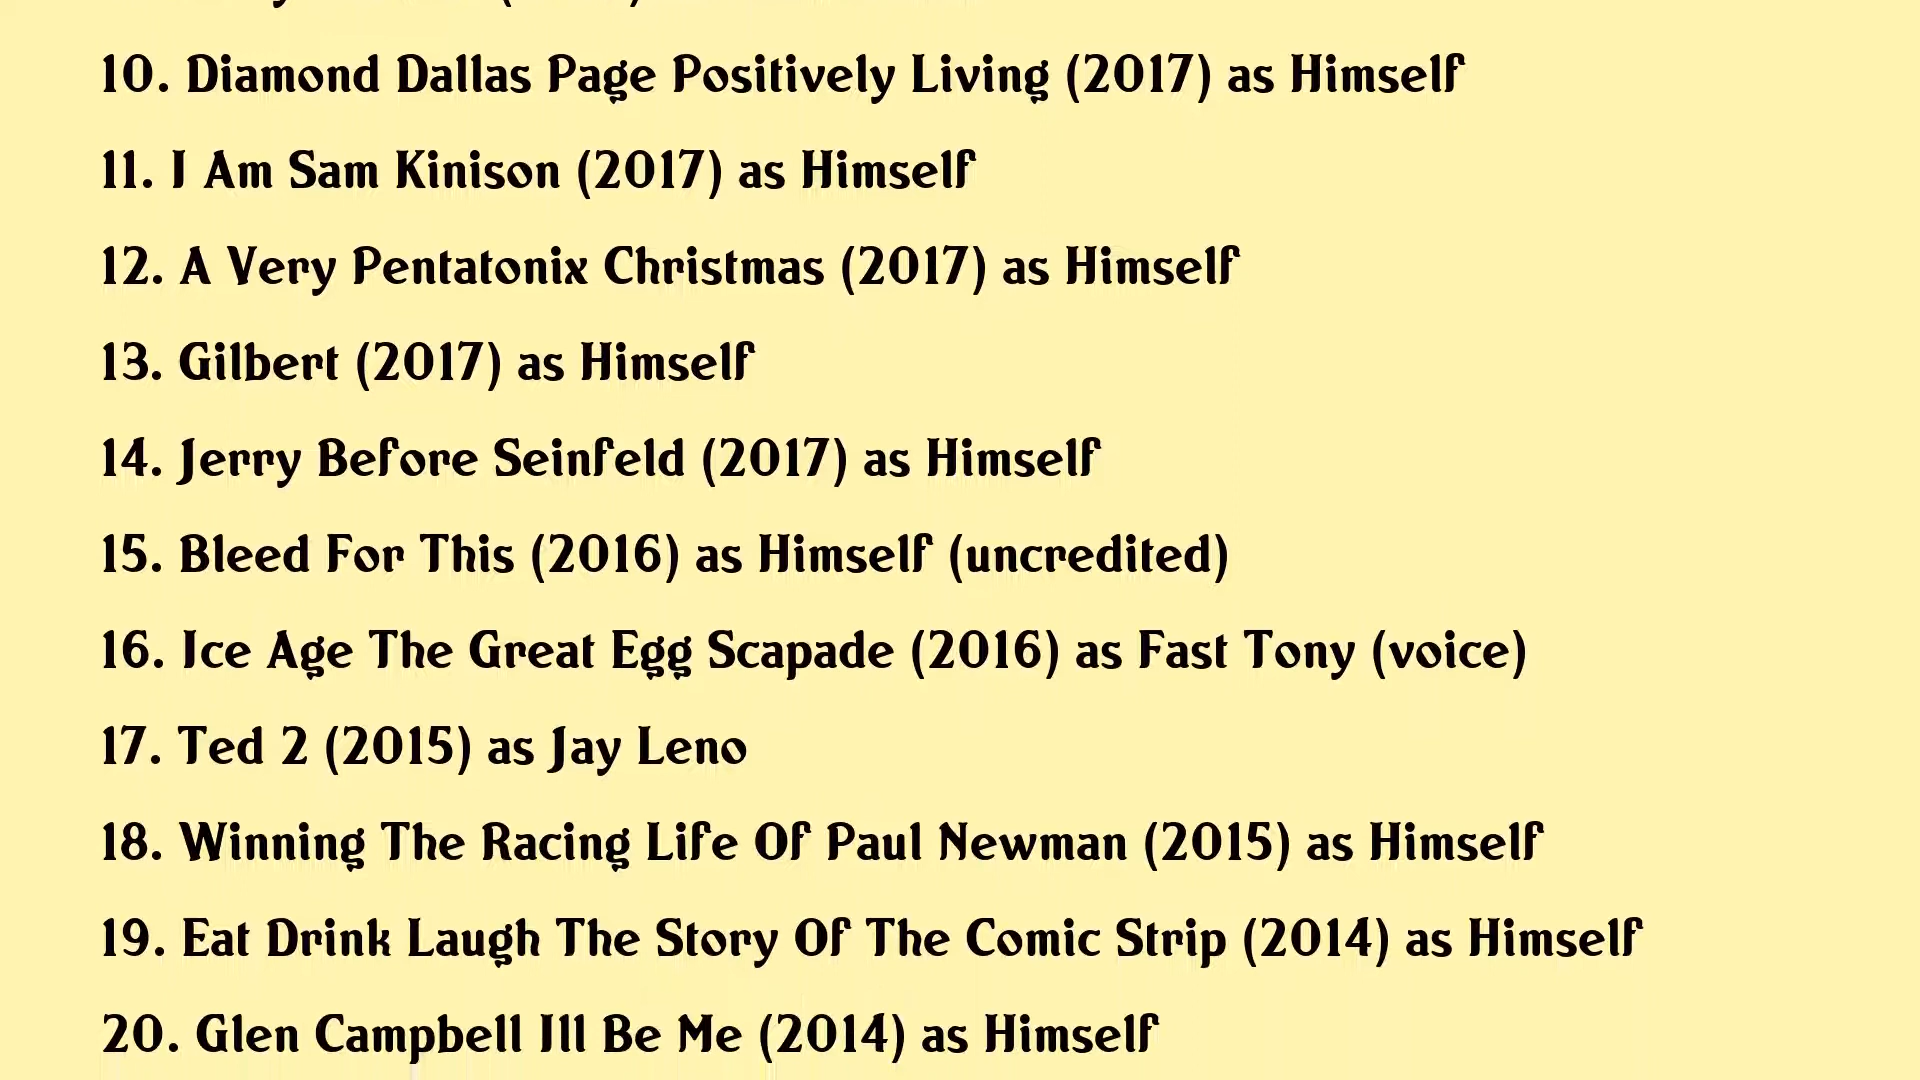 10. Diamond Dallas Page Positively Living (2017) as Himself
11. I Am Sam Kinison (2017) as Himself
12. A Very Pentatonix Christmas (2017) as Himself
13. Gilbert (2017) as Himself
14. Jerry Before Seinfeld (2017) as Himself
15. Bleed For This (2016) as Himself (uncredited)
16. Ice Age The Great Egg Scapade (2016) as Fast Tony (voice)
17. Ted 2 (2015) as Jay Leno
18. Winning The Racing Life Of Paul Newman (2015) as Himself
19. Eat Drink Laugh The Story Of The Comic Strip (2014) as Himself
20. Glen Campbell Ill Be Me (2014) as Himself